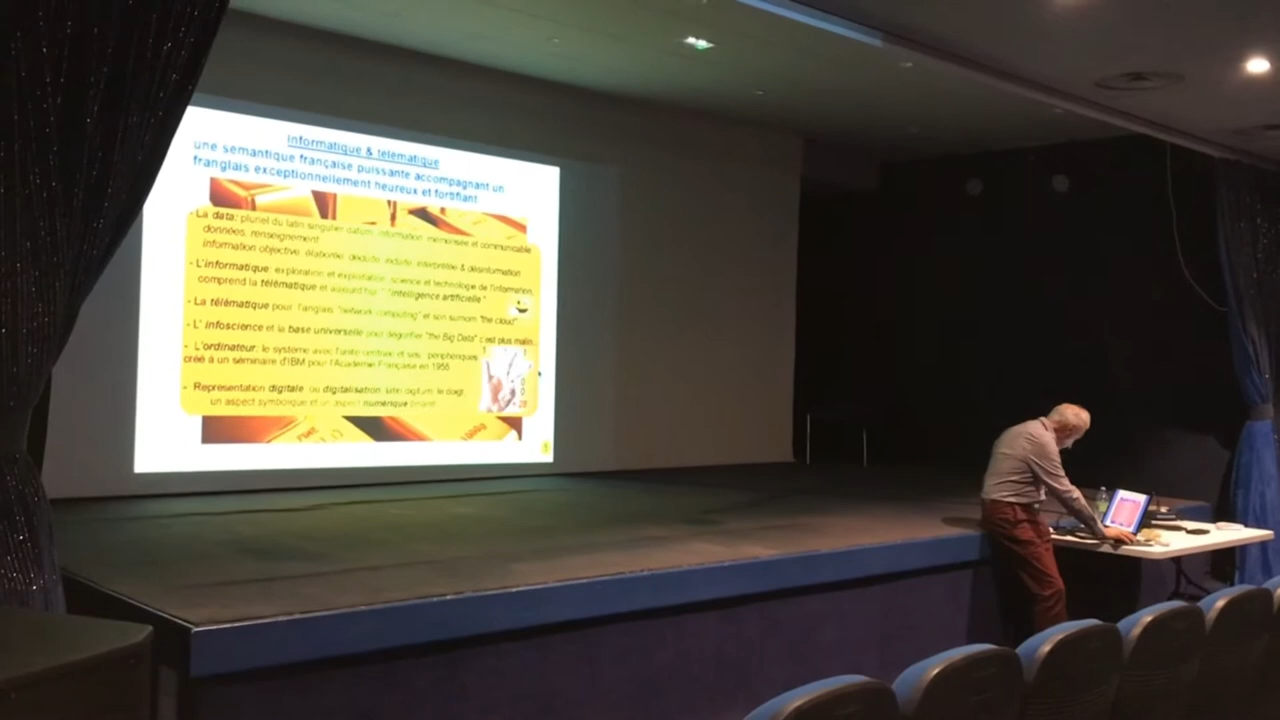 Informatique & télématique
une sémantique française puissante accompagnant un
franglais exceptionnellement heureux et fortifiant
- La data: pluriel du latin singulier datum, information mémorisée et communicable
données, renseignement
information objective élaborée déduite induite interprétée & désinformation
- L'informatique: exploration et exploitation, science et technologie de l'information,
comprend la télématique et aujourd'hui " "intelligence artificielle"
- La télématique pour l'anglais "network computing" et son surnom "the cloud"
- L' infoscience et la base universelle pour dégonfler "the Big Data" c'est plus malin...
- L'ordinateur: le système avec l'unité centrale et ses périphériques,
créé à un séminaire d'IBM pour l'Académie Française en 1955
- Représentation digitale ou digitalisation: latin digitum, le doigt,
un aspect symbolique et un aspect numérique